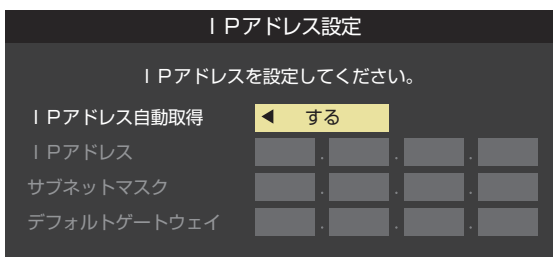 ＩＰアドレス設定
ＩＰアドレスを設定してください。
ＩＰアドレス自動取得 ◀ する
ＩＰアドレス . . .
サブネットマスク . . .
デフォルトゲートウェイ . . .